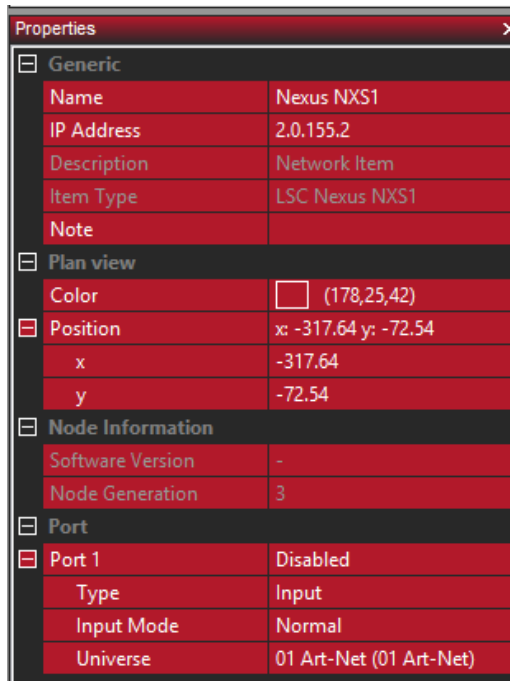 Properties
Generic
Name Nexus NXS1
IP Address 2.0.155.2
Description Network Item
Item Type LSC Nexus NXS1
Note
Plan view
Color (178,25,42)
Position x: -317.64 y: -72.54
x -317.64
y -72.54
Node Information
Software Version -
Node Generation 3
Port
Port 1 Disabled
Type Input
Input Mode Normal
Universe 01 Art-Net (01 Art-Net)